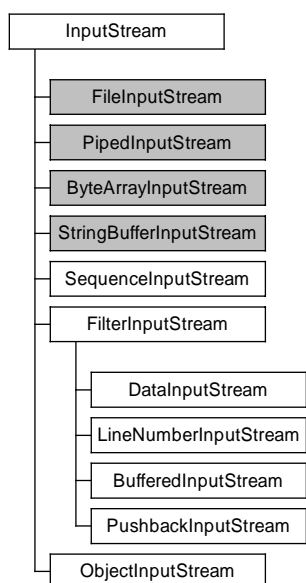 InputStream
FileInputStream
PipedInputStream
ByteArrayInputStream
StringBufferInputStream
SequenceInputStream
FilterInputStream
DataInputStream
LineNumberInputStream
BufferedInputStream
PushbackInputStream
ObjectInputStream